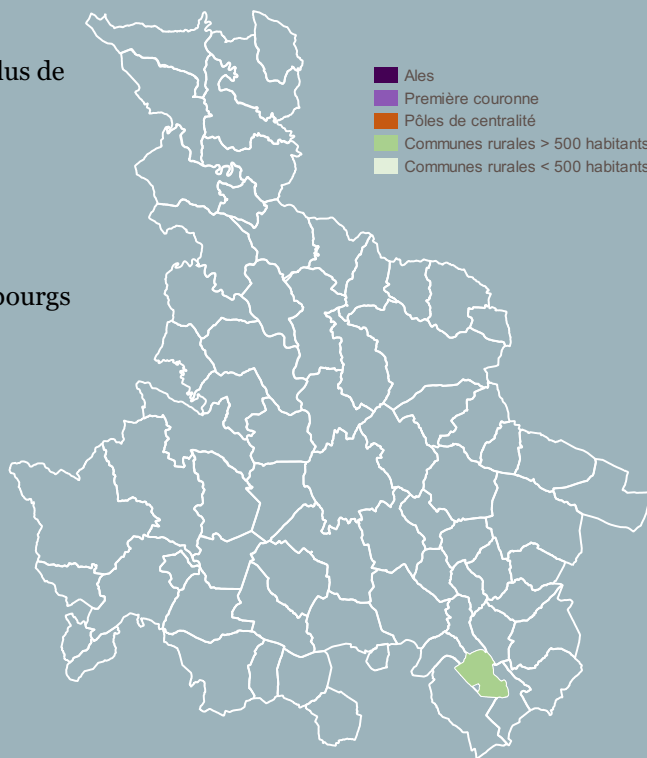 lus de
Ales
Première couronne
Pôles de centralité
Communes rurales > 500 habitants
Communes rurales < 500 habitants
bourgs